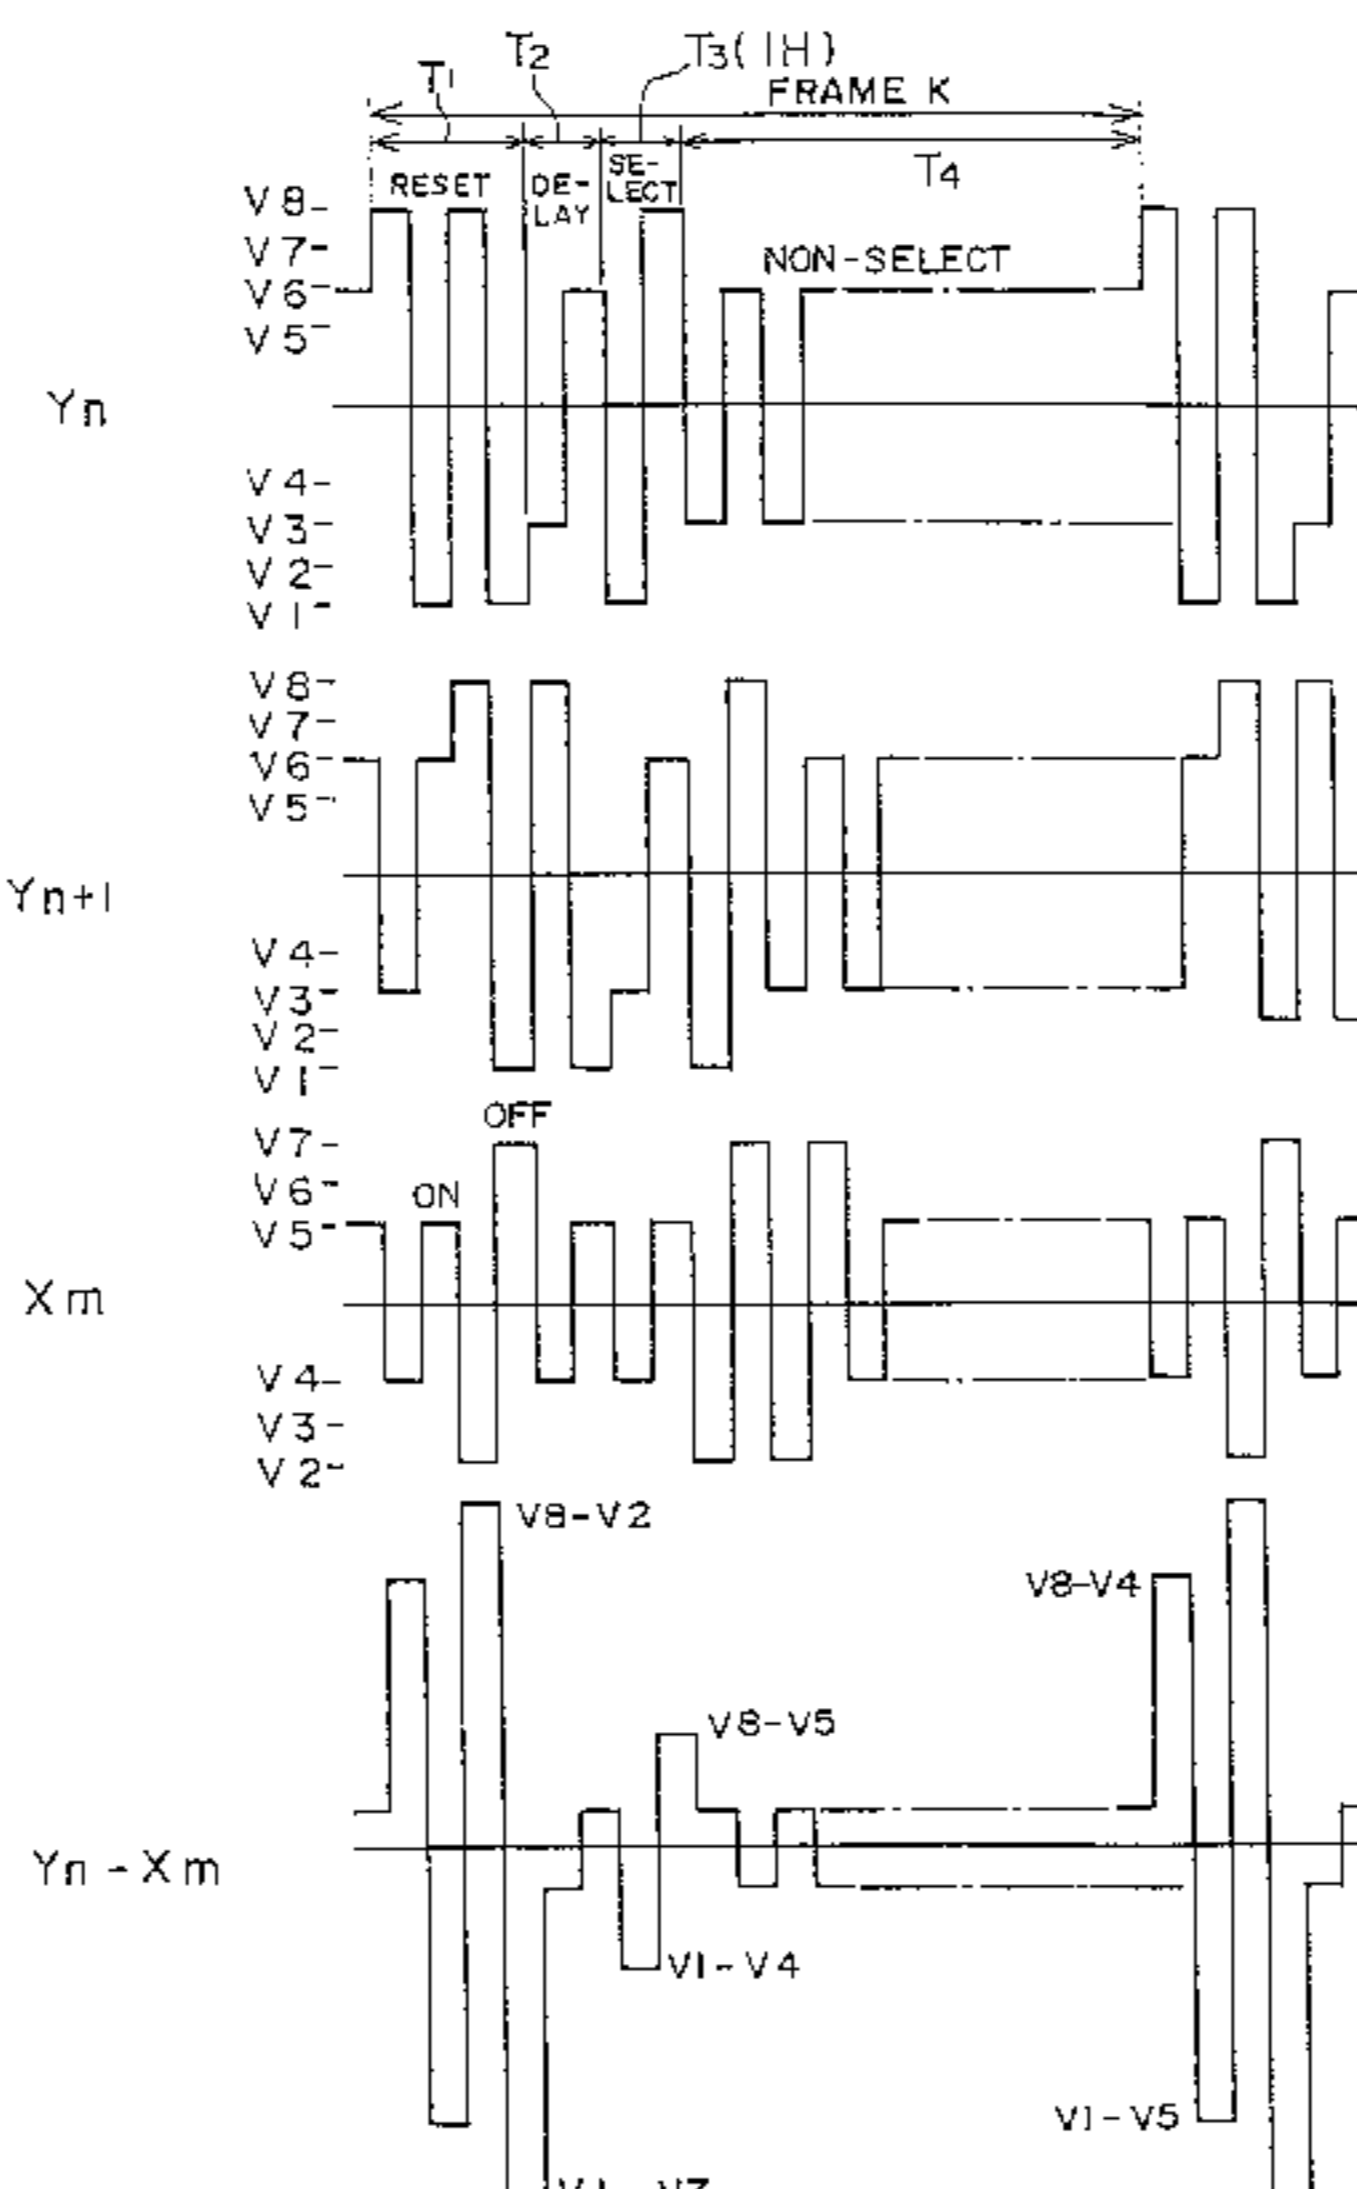 T1 T2 T3(1H)
FRAME K
RESET DE-LAY SE-LECT T4
NON-SELECT
V8
V7
V6
V5
Yn
V4
V3
V2
V1
V8
V7
V6
V5
Yn+1
V4
V3
V2
V1
OFF
V7
V6 ON
V5
Xm
V4
V3
V2
V8-V2
V8-V4
V8-V5
Yn-Xm
V1-V4
V1-V5